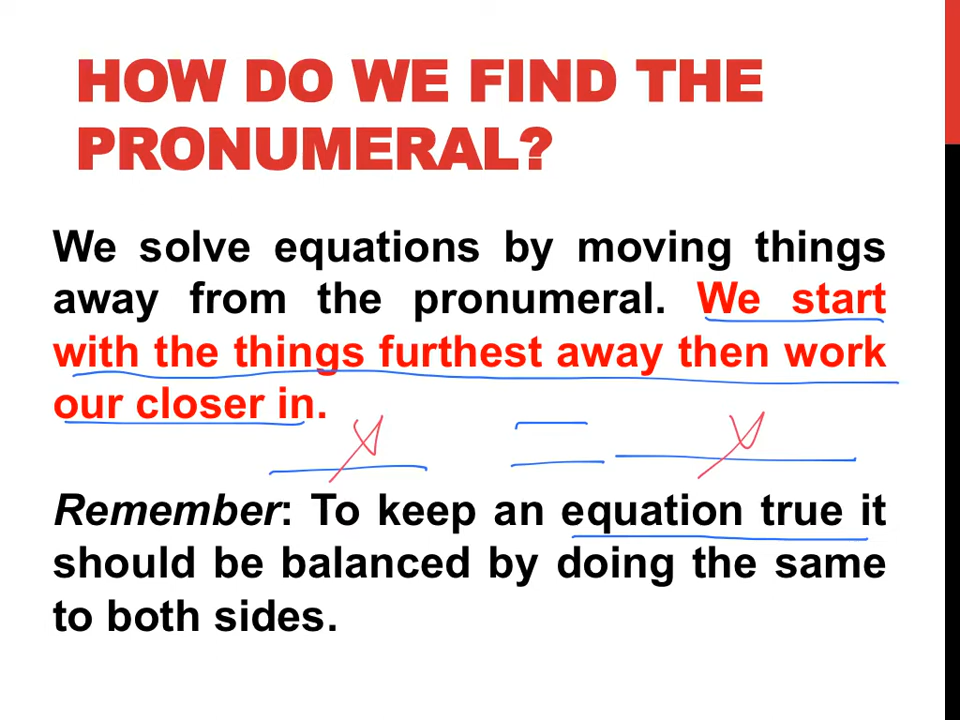 HOW DO WE FIND THE
PRONUMERAL?
We solve equations by moving things
away from the pronumeral. We start
with the things furthest away then work
our closer in.
=
Remember: To keep an equation true it
should be balanced by doing the same
to both sides.